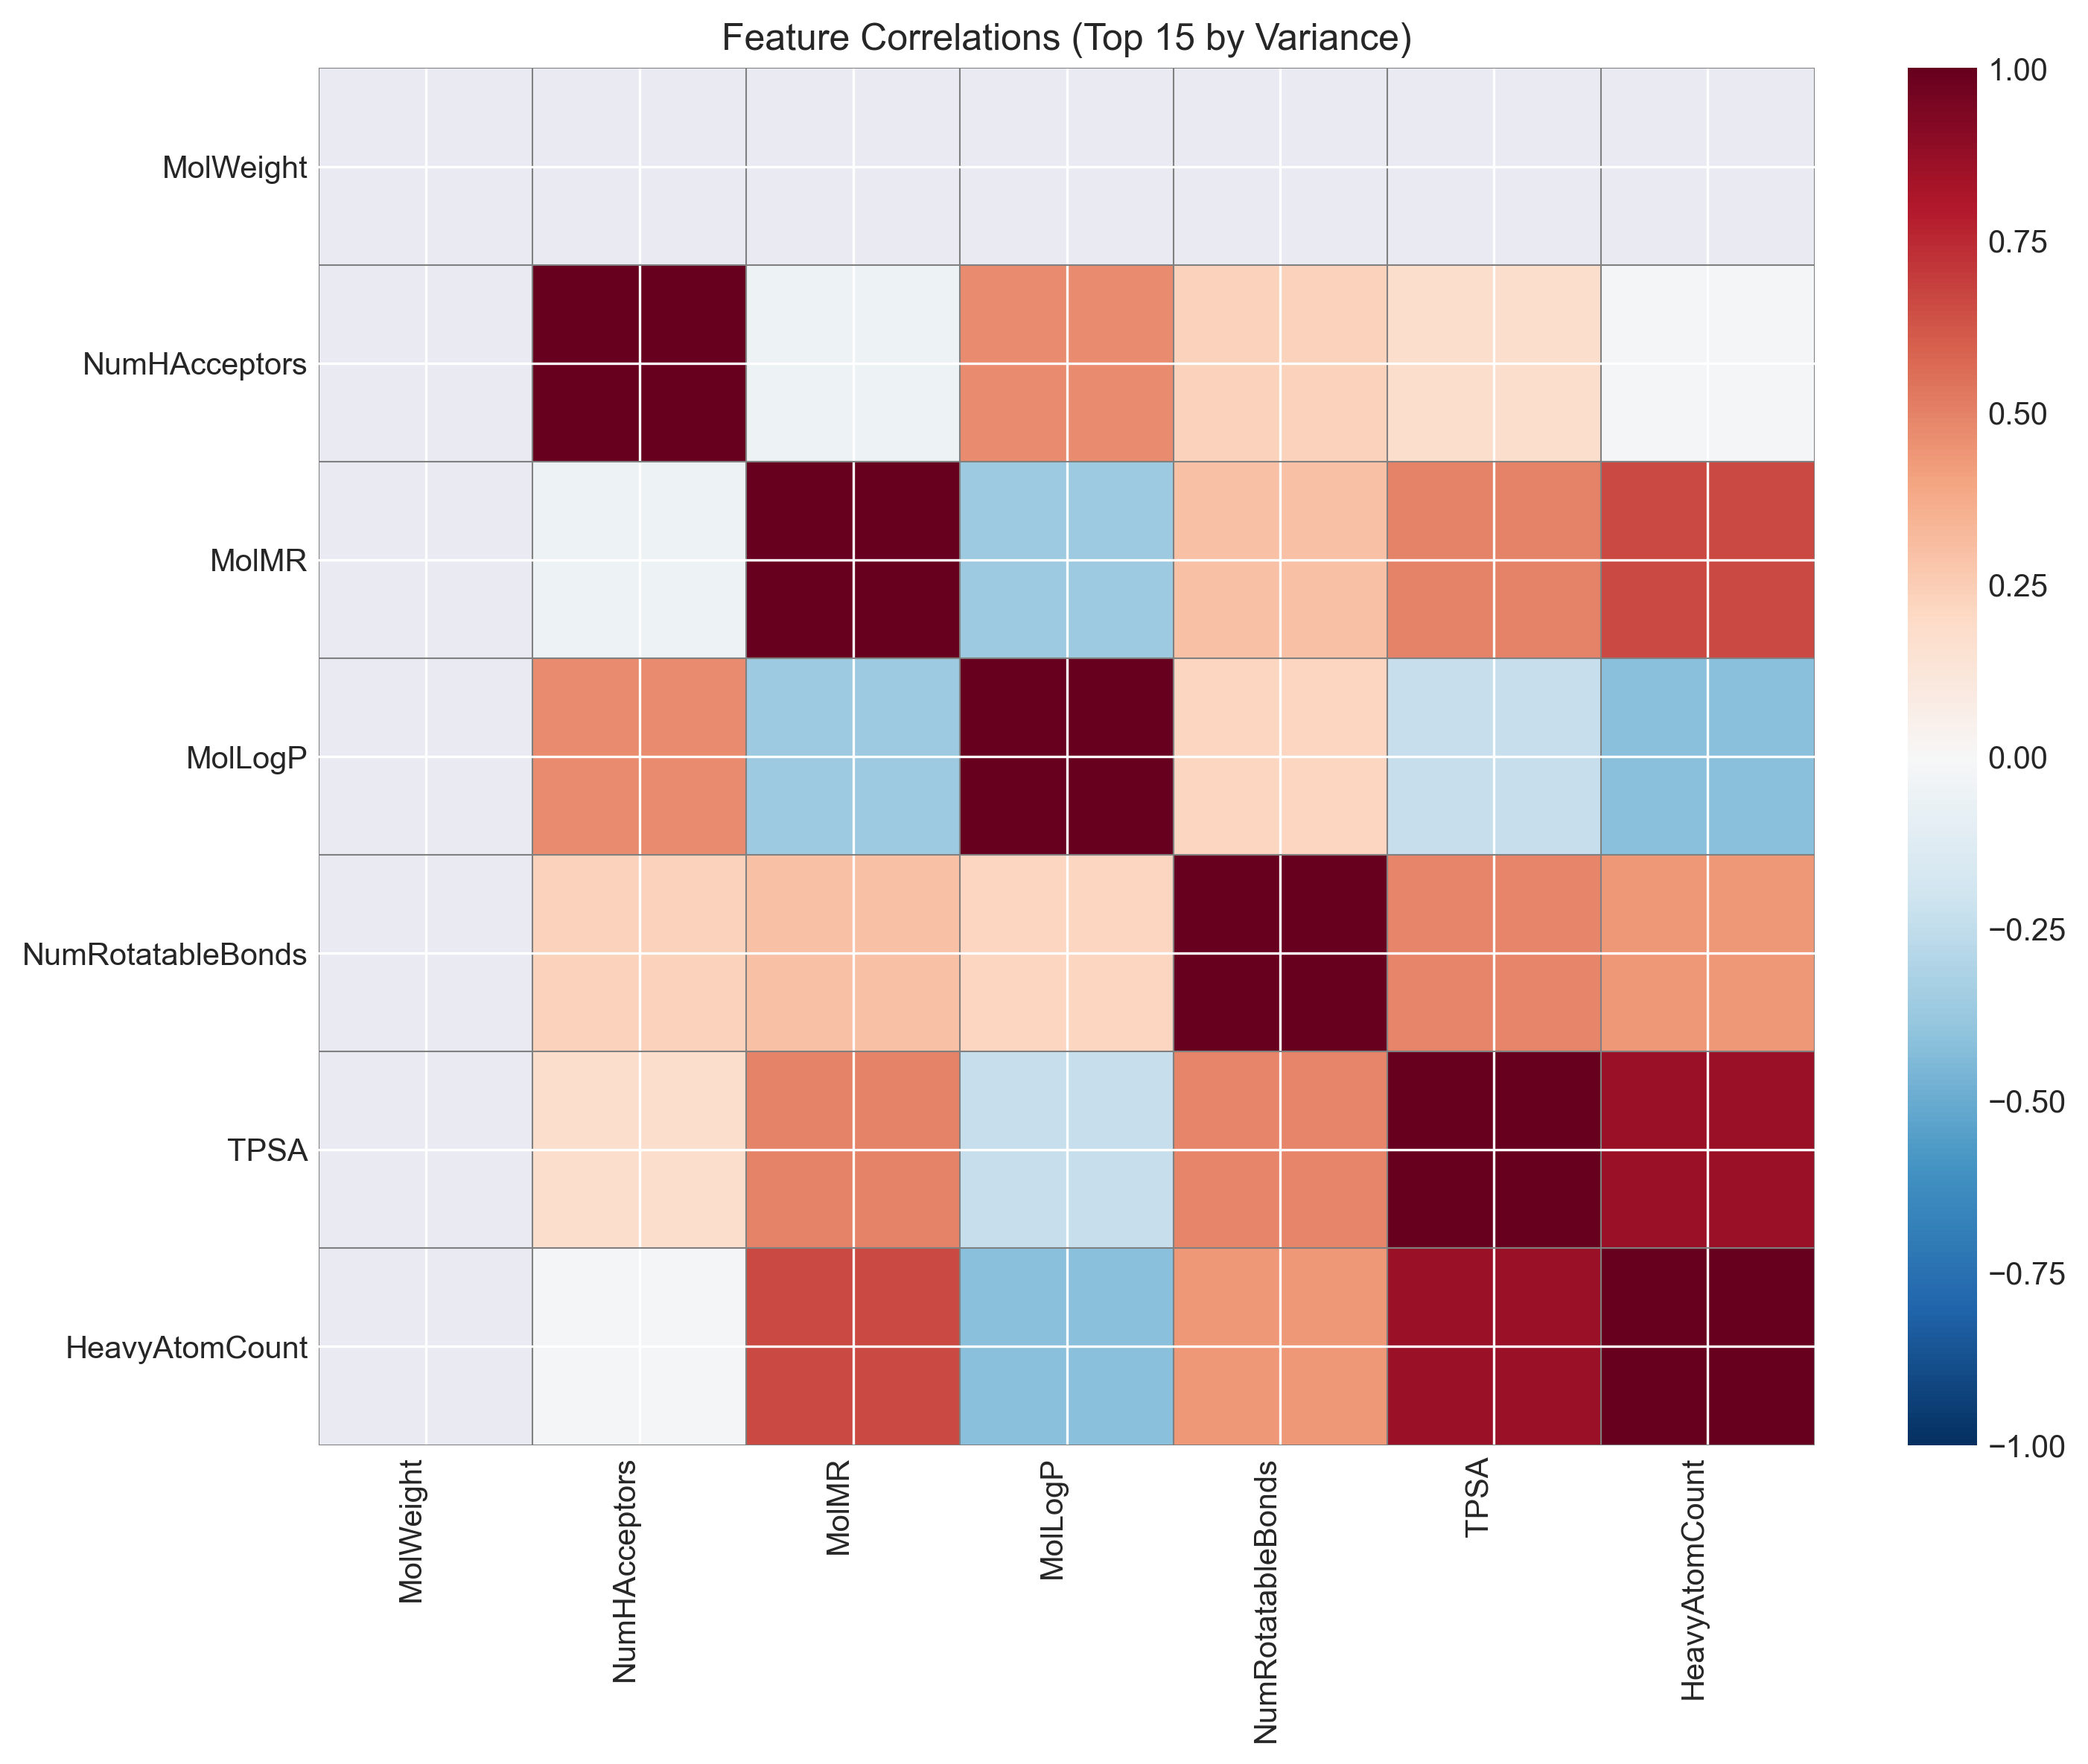 Feature Correlations (Top 15 by Variance)
MolWeight
NumHAcceptors
MolMR
MolLogP
NumRotatableBonds
TPSA
HeavyAtomCount
MolWeight
NumHAcceptors
MolMR
MolLogP
NumRotatableBonds
TPSA
HeavyAtomCount
1.00
0.75
0.50
0.25
0.00
−0.25
−0.50
−0.75
−1.00